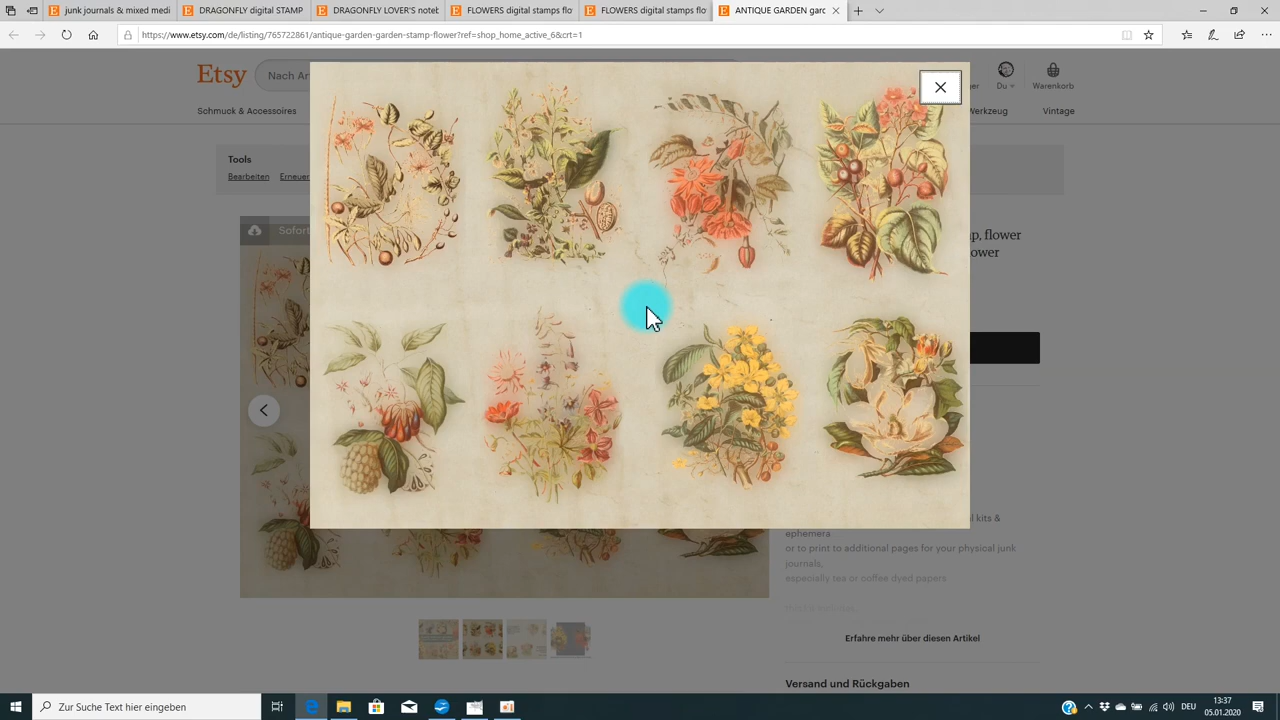 junk journals & mixed medi
DRAGONFLY digital STAMP
DRAGONFLY LOVER'S notel
FLOWERS digital stamps flo
FLOWERS digital stamps flo
ANTIQUE GARDEN gard
https://www.etsy.com/de/listing/765722861/antique-garden-garden-stamp-flower?ref=shop_home_active_6&crt=1
Etsy
Nach Ar
Du
Warenkorb
Schmuck & Accessoires
Werkzeug
Vintage
Tools
Bearbeiten
Erneuer
Sofort
p, flower
ower
al kits &
ephemera
or to print to additional pages for your physical junk
journals,
especially tea or coffee dyed papers
Erfahre mehr über diesen Artikel
Versand und Rückgaben
Zur Suche Text hier eingeben
DEU
13:37
05.01.2020